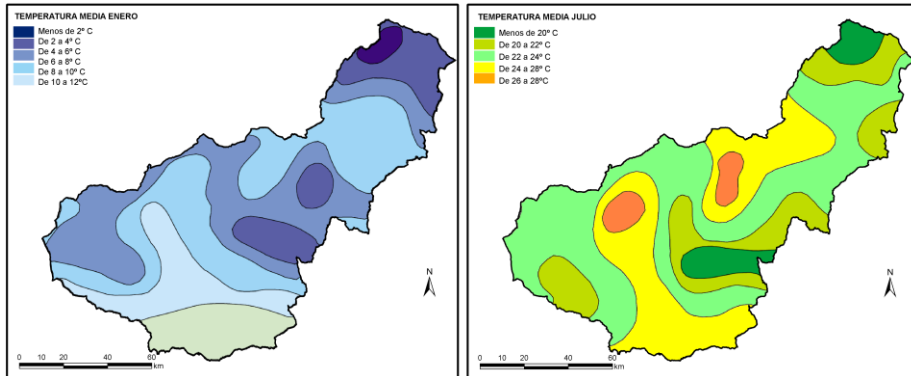 TEMPERATURA MEDIA ENERO
Menos de 2º C
De 2 a 4º C
De 4 a 6º C
De 6 a 8º C
De 8 a 10º C
De 10 a 12ºC
N
0 10 20 40 60
km
TEMPERATURA MEDIA JULIO
Menos de 20º C
De 20 a 22º C
De 22 a 24º C
De 24 a 28º C
De 26 a 28ºC
N
0 10 20 40 60
km